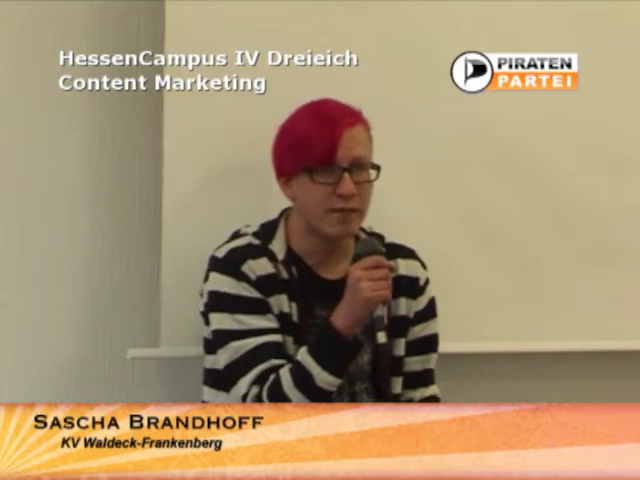 HessenCampus IV Dreieich
Content Marketing
PIRATEN
PARTEI
SASCHA BRANDHOFF
KV Waldeck-Frankenberg